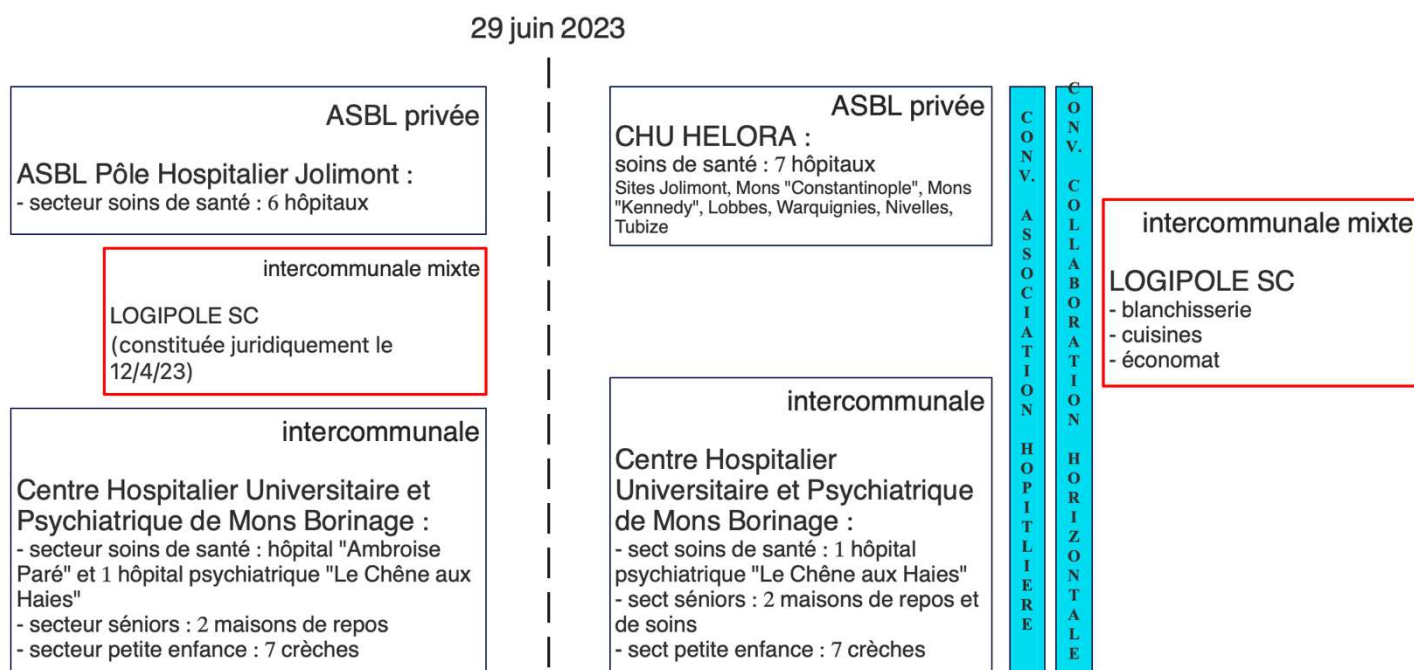 29 juin 2023
ASBL privée
ASBL Pôle Hospitalier Jolimont :
- secteur soins de santé : 6 hôpitaux
intercommunale mixte
LOGIPOLE SC
(constituée juridiquement le
12/4/23)
intercommunale
Centre Hospitalier Universitaire et
Psychiatrique de Mons Borinage :
- secteur soins de santé : hôpital "Ambroise
Paré" et 1 hôpital psychiatrique "Le Chêne aux
Haies"
- secteur séniors : 2 maisons de repos
- secteur petite enfance : 7 crèches
ASBL privée
CHU HELORA :
soins de santé : 7 hôpitaux
Sites Jolimont, Mons "Constantinople", Mons
"Kennedy", Lobbes, Warquignies, Nivelles,
Tubize
intercommunale
Centre Hospitalier
Universitaire et Psychiatrique
de Mons Borinage :
- sect soins de santé : 1 hôpital
psychiatrique "Le Chêne aux Haies"
- sect séniors : 2 maisons de repos et
de soins
- sect petite enfance : 7 crèches
CONV. ASSOCIATION HOPITLIERE
CONV. COLLABORATION HORIZONTALE
intercommunale mixte
LOGIPOLE SC
- blanchisserie
- cuisines
- économat